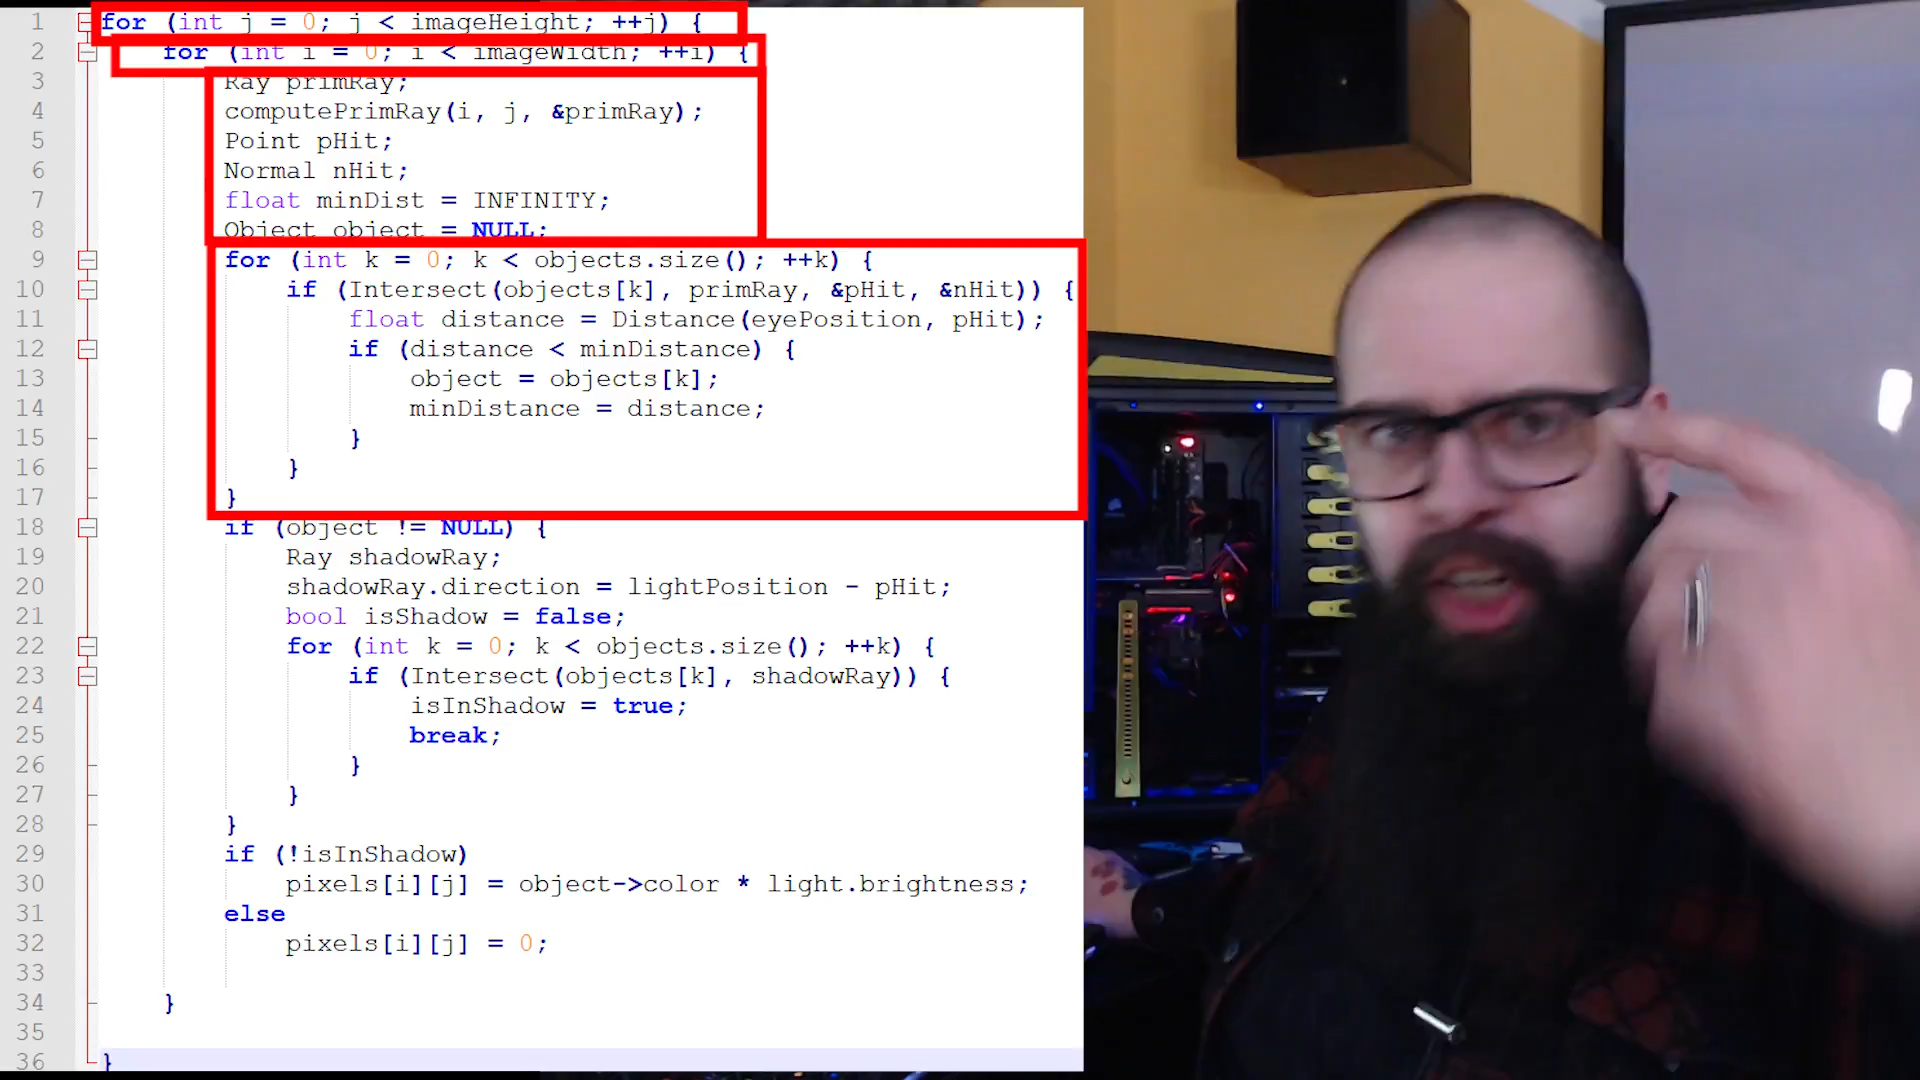 1 for (int j = 0; j < imageHeight; ++j) {
2 for (int i = 0; i < imageWidth; ++i) {
3 Ray primRay;
4 computePrimRay(i, j, &primRay);
5 Point pHit;
6 Normal nHit;
7 float minDist = INFINITY;
8 Object object = NULL;
9 for (int k = 0; k < objects.size(); ++k) {
10 if (Intersect(objects[k], primRay, &pHit, &nHit)) {
11 float distance = Distance(eyePosition, pHit);
12 if (distance < minDistance) {
13 object = objects[k];
14 minDistance = distance;
15 }
16 }
17 }
18 if (object != NULL) {
19 Ray shadowRay;
20 shadowRay.direction = lightPosition - pHit;
21 bool isShadow = false;
22 for (int k = 0; k < objects.size(); ++k) {
23 if (Intersect(objects[k], shadowRay)) {
24 isInShadow = true;
25 break;
26 }
27 }
28 }
29 if (!isInShadow)
30 pixels[i][j] = object->color * light.brightness;
31 else
32 pixels[i][j] = 0;
33
34 }
35
36 }